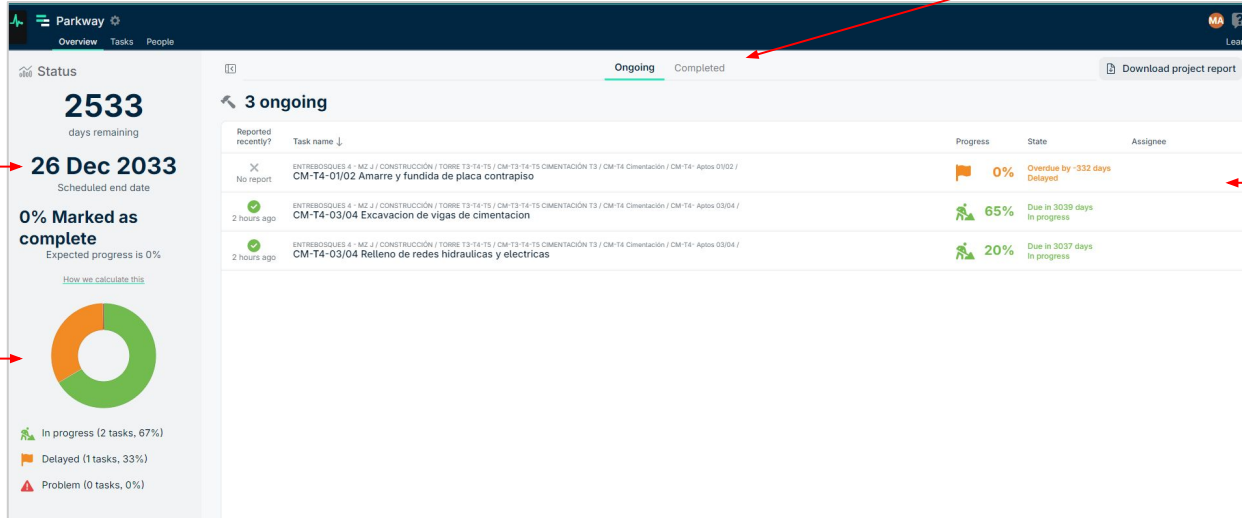 Parkway
Overview Tasks People
MA
Status
2533
days remaining
26 Dec 2033
Scheduled end date
0% Marked as
complete
Expected progress is 0%
How we calculate this
In progress (2 tasks, 67%)
Delayed (1 tasks, 33%)
Problem (0 tasks, 0%)
Ongoing Completed
Download project report
3 ongoing
Reported
recently?
Task name ↓
Progress
State
Assignee
No report
ENTREBOSQUES 4 - MZ J / CONSTRUCCIÓN / TORRE T3-T4-T5 / CM-T3-T4-T5 CIMENTACIÓN T3 / CM-T4 Cimentación / CM-T4- Aptos 01/02 /
CM-T4-01/02 Amarre y fundida de placa contrapiso
0%
Overdue by -332 days
Delayed
2 hours ago
ENTREBOSQUES 4 - MZ J / CONSTRUCCIÓN / TORRE T3-T4-T5 / CM-T3-T4-T5 CIMENTACIÓN T3 / CM-T4 Cimentación / CM-T4- Aptos 03/04 /
CM-T4-03/04 Excavacion de vigas de cimentacion
65%
Due in 3039 days
In progress
2 hours ago
ENTREBOSQUES 4 - MZ J / CONSTRUCCIÓN / TORRE T3-T4-T5 / CM-T3-T4-T5 CIMENTACIÓN T3 / CM-T4 Cimentación / CM-T4- Aptos 03/04 /
CM-T4-03/04 Relleno de redes hidraulicas y electricas
20%
Due in 3037 days
In progress